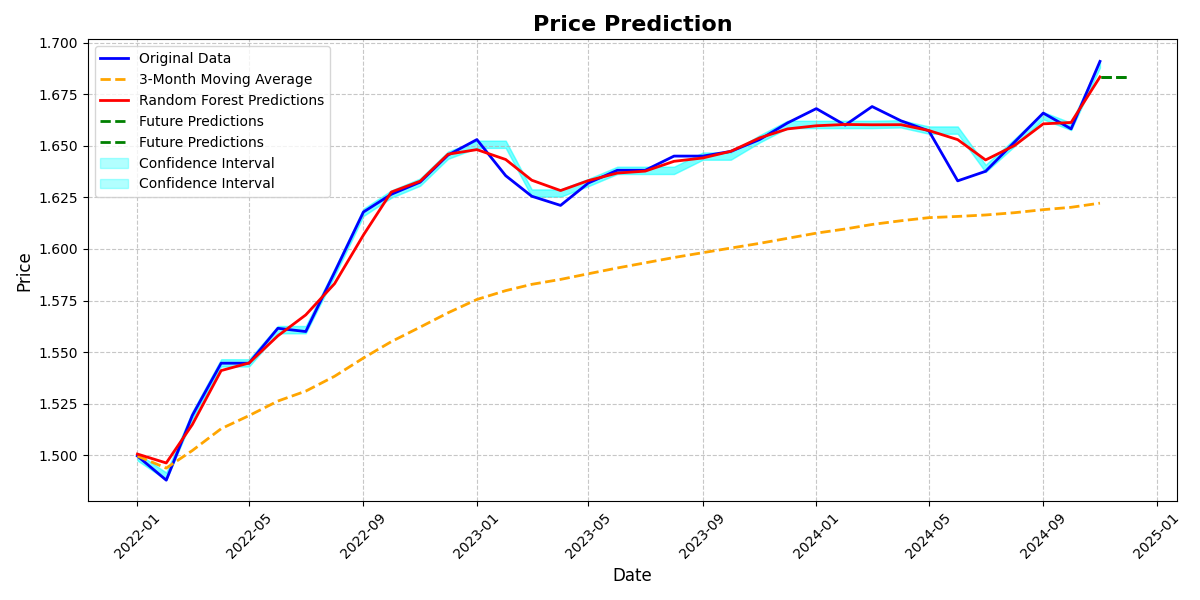 Price Prediction
Original Data
3-Month Moving Average
Random Forest Predictions
Future Predictions
Future Predictions
Confidence Interval
Confidence Interval
Price
1.700
1.675
1.650
1.625
1.600
1.575
1.550
1.525
1.500
2022-01
2022-05
2022-09
2023-01
2023-05
2023-09
2024-01
2024-05
2024-09
2025-01
Date